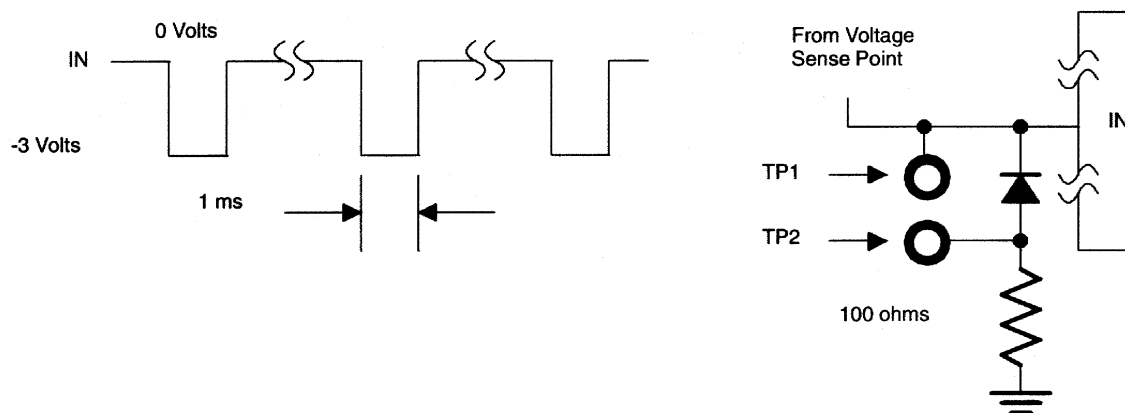 0 Volts
IN
-3 Volts
1 ms
From Voltage
Sense Point
IN
TP1
TP2
100 ohms